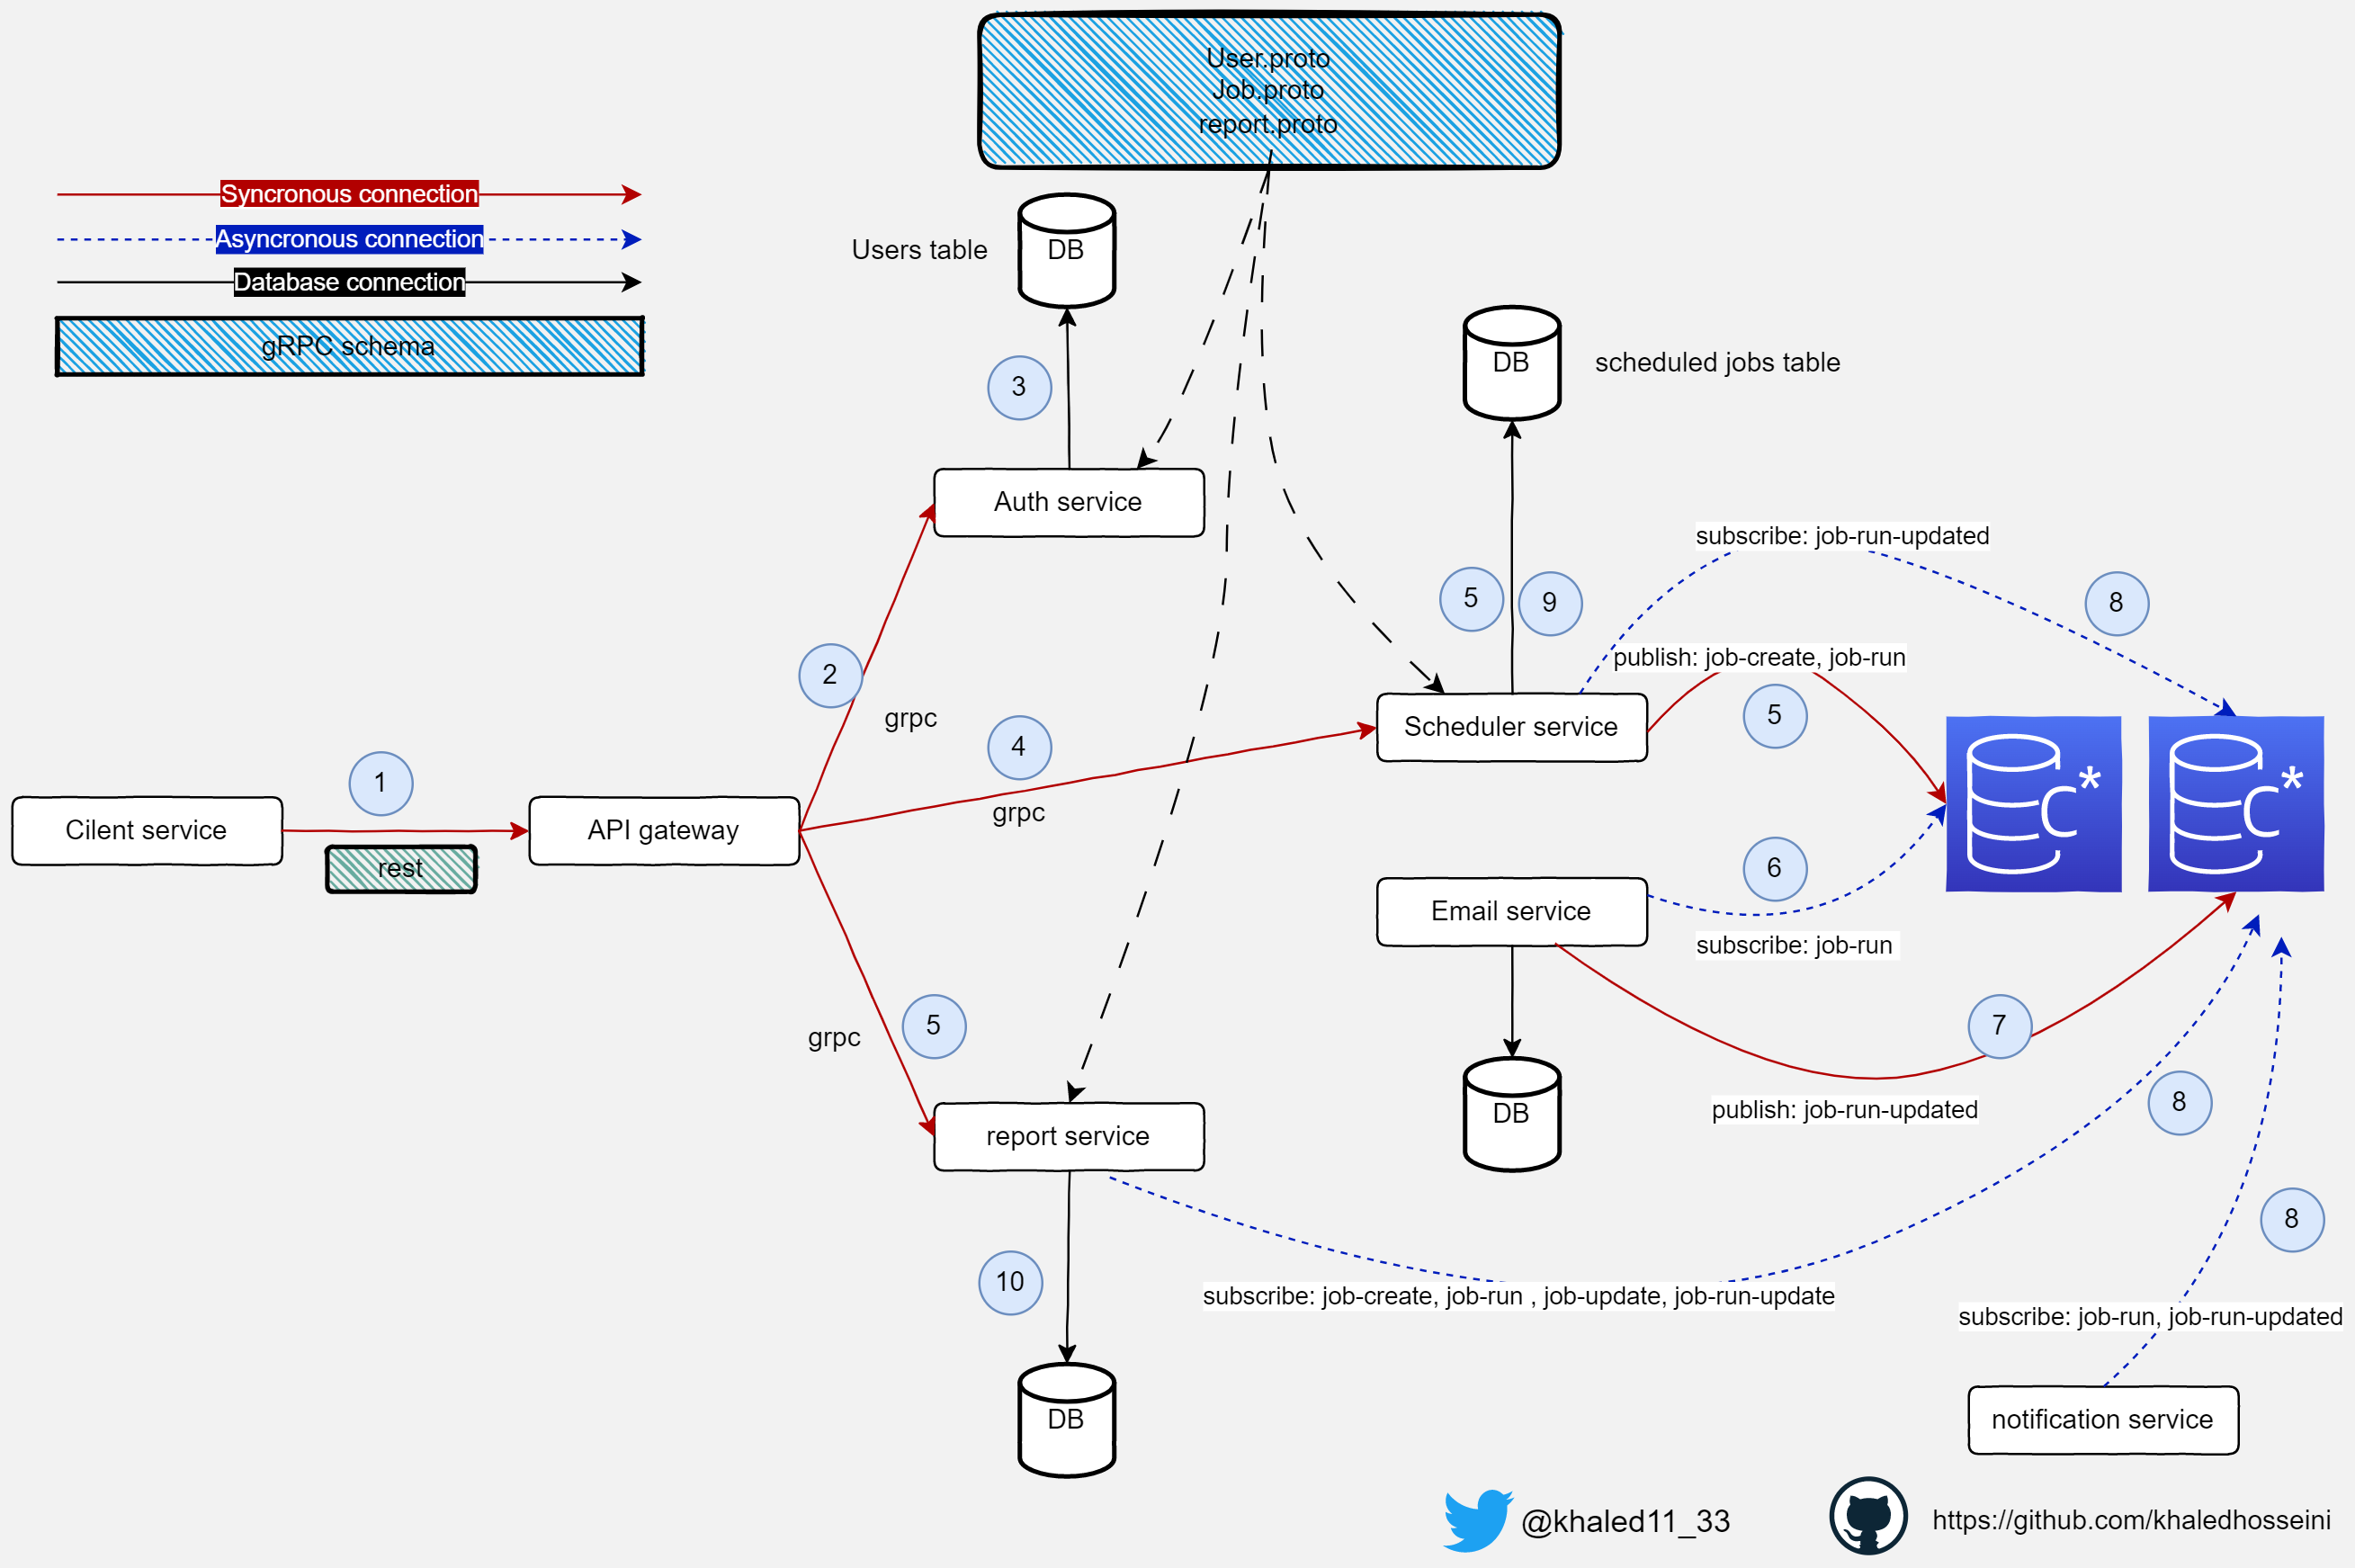 User.proto
Job.proto
report.proto
Syncronous connection
Asyncronous connection
Database connection
gRPC schema
Users table
DB
DB
scheduled jobs table
3
Auth service
subscribe: job-run-updated
5
9
8
2
publish: job-create, job-run
grpc
4
Scheduler service
5
1
grpc
C*
C*
Cilent service
API gateway
rest
6
Email service
subscribe: job-run
5
grpc
7
DB
publish: job-run-updated
8
report service
8
10
subscribe: job-create, job-run , job-update, job-run-update
subscribe: job-run, job-run-updated
DB
notification service
@khaled11_33
https://github.com/khaledhosseini